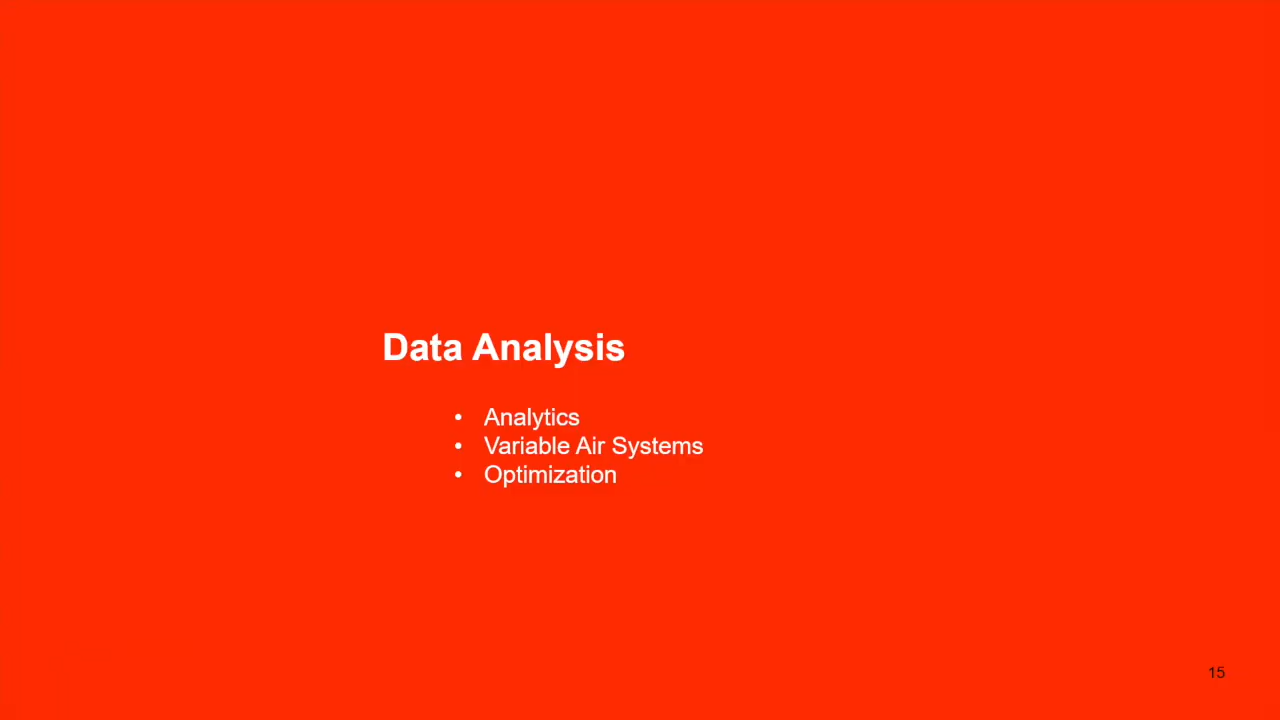 Data Analysis
• Analytics
• Variable Air Systems
• Optimization
15